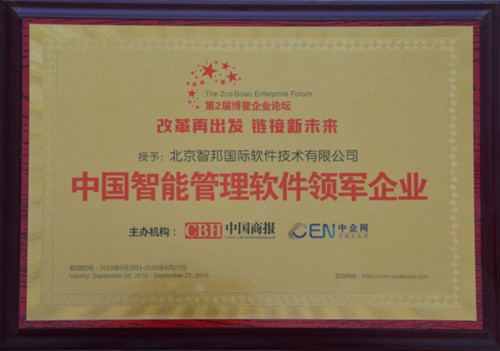 The 2nd Boao Enterprise Forum
第2届博鳌企业论坛
改革再出发 链接新未来
授予：北京智邦国际软件技术有限公司
中国智能管理软件领军企业
主办机构： CBH 中国商报 CEN 中企网